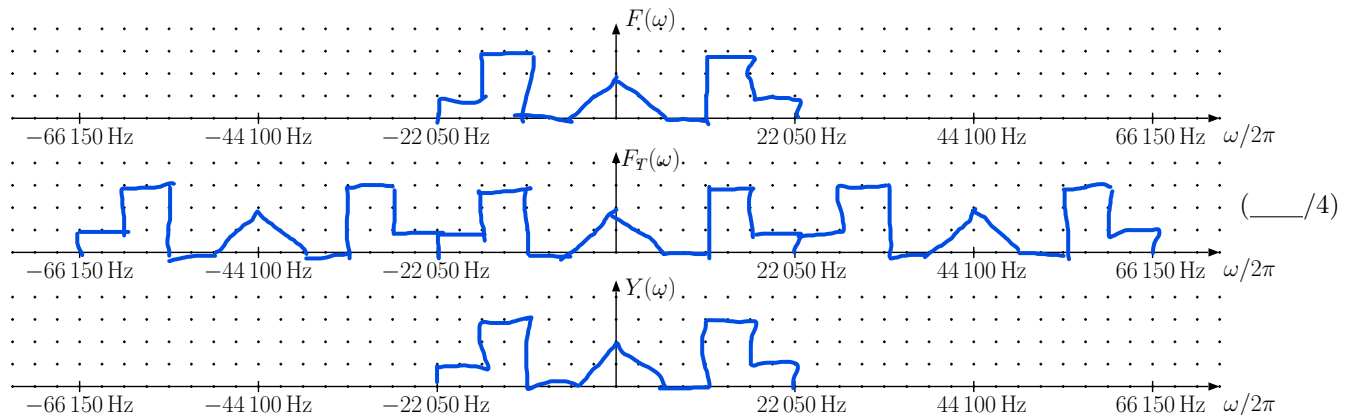 F(ω)
−66 150 Hz −44 100 Hz −22 050 Hz 22 050 Hz 44 100 Hz 66 150 Hz ω/2π
F_T(ω)
(____/4)
−66 150 Hz −44 100 Hz −22 050 Hz 22 050 Hz 44 100 Hz 66 150 Hz ω/2π
Y(ω)
−66 150 Hz −44 100 Hz −22 050 Hz 22 050 Hz 44 100 Hz 66 150 Hz ω/2π